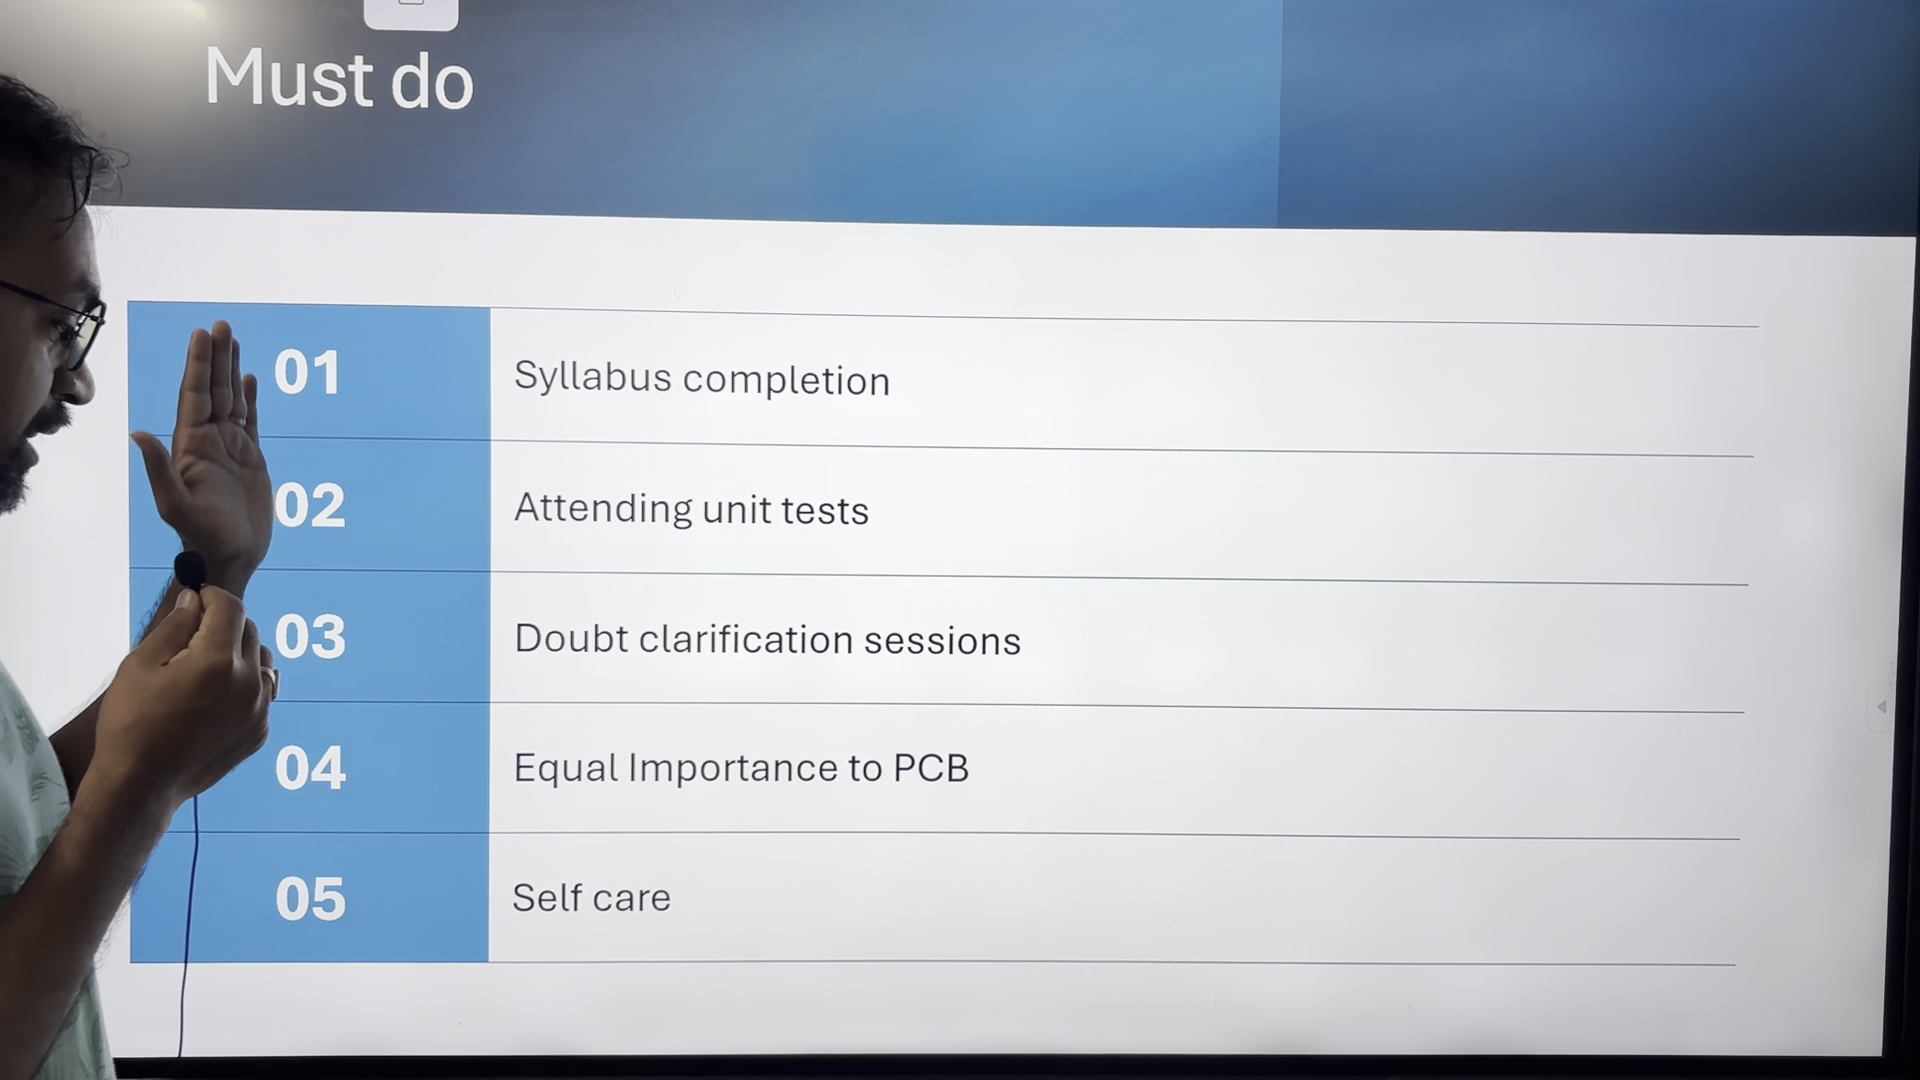 Must do
01 Syllabus completion
02 Attending unit tests
03 Doubt clarification sessions
04 Equal Importance to PCB
05 Self care